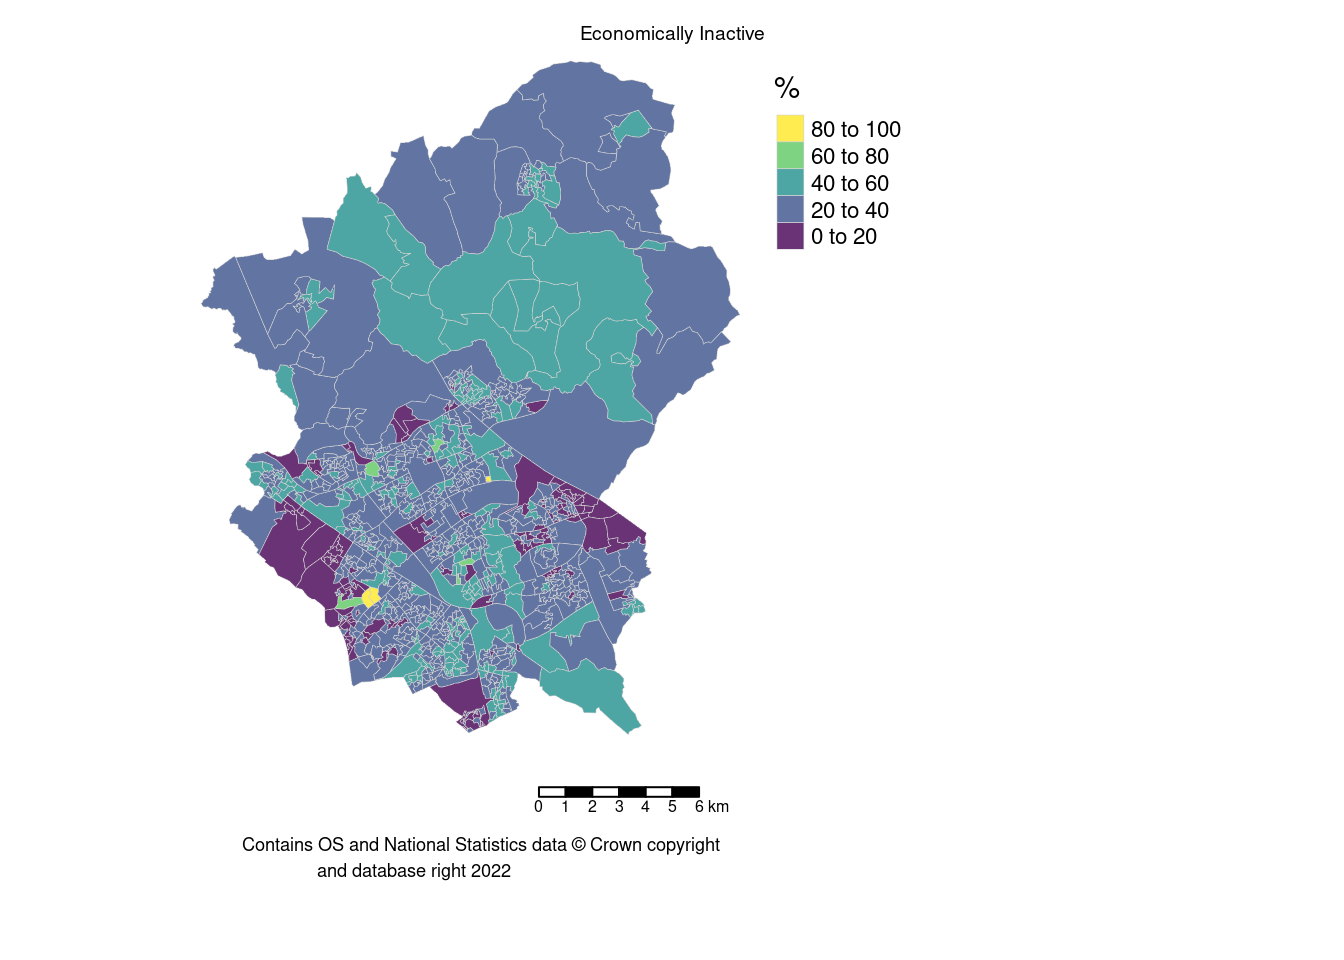 Economically Inactive
%
80 to 100
60 to 80
40 to 60
20 to 40
0 to 20
0 1 2 3 4 5 6 km
Contains OS and National Statistics data © Crown copyright
and database right 2022